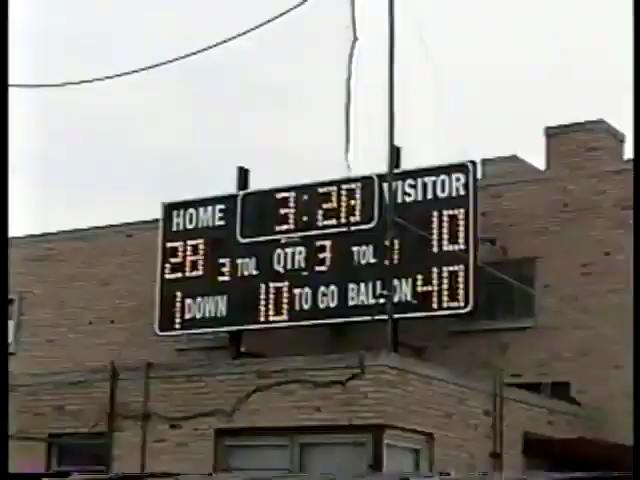 HOME 3:28 VISITOR
28 3 TOL QTR 3 TOL 10
1 DOWN 10 TO GO BALL ON 40